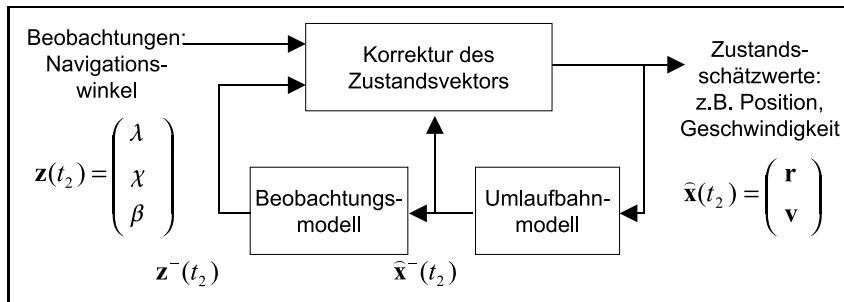 Beobachtungen:
Navigations-
winkel
z(t₂) = ( λ
χ
β )
Korrektur des
Zustandsvektors
Zustands-
schätzwerte:
z.B. Position,
Geschwindigkeit
x̂(t₂) = ( r
v )
Beobachtungs-
modell
Umlaufbahn-
modell
z⁻(t₂)
x̂⁻(t₂)